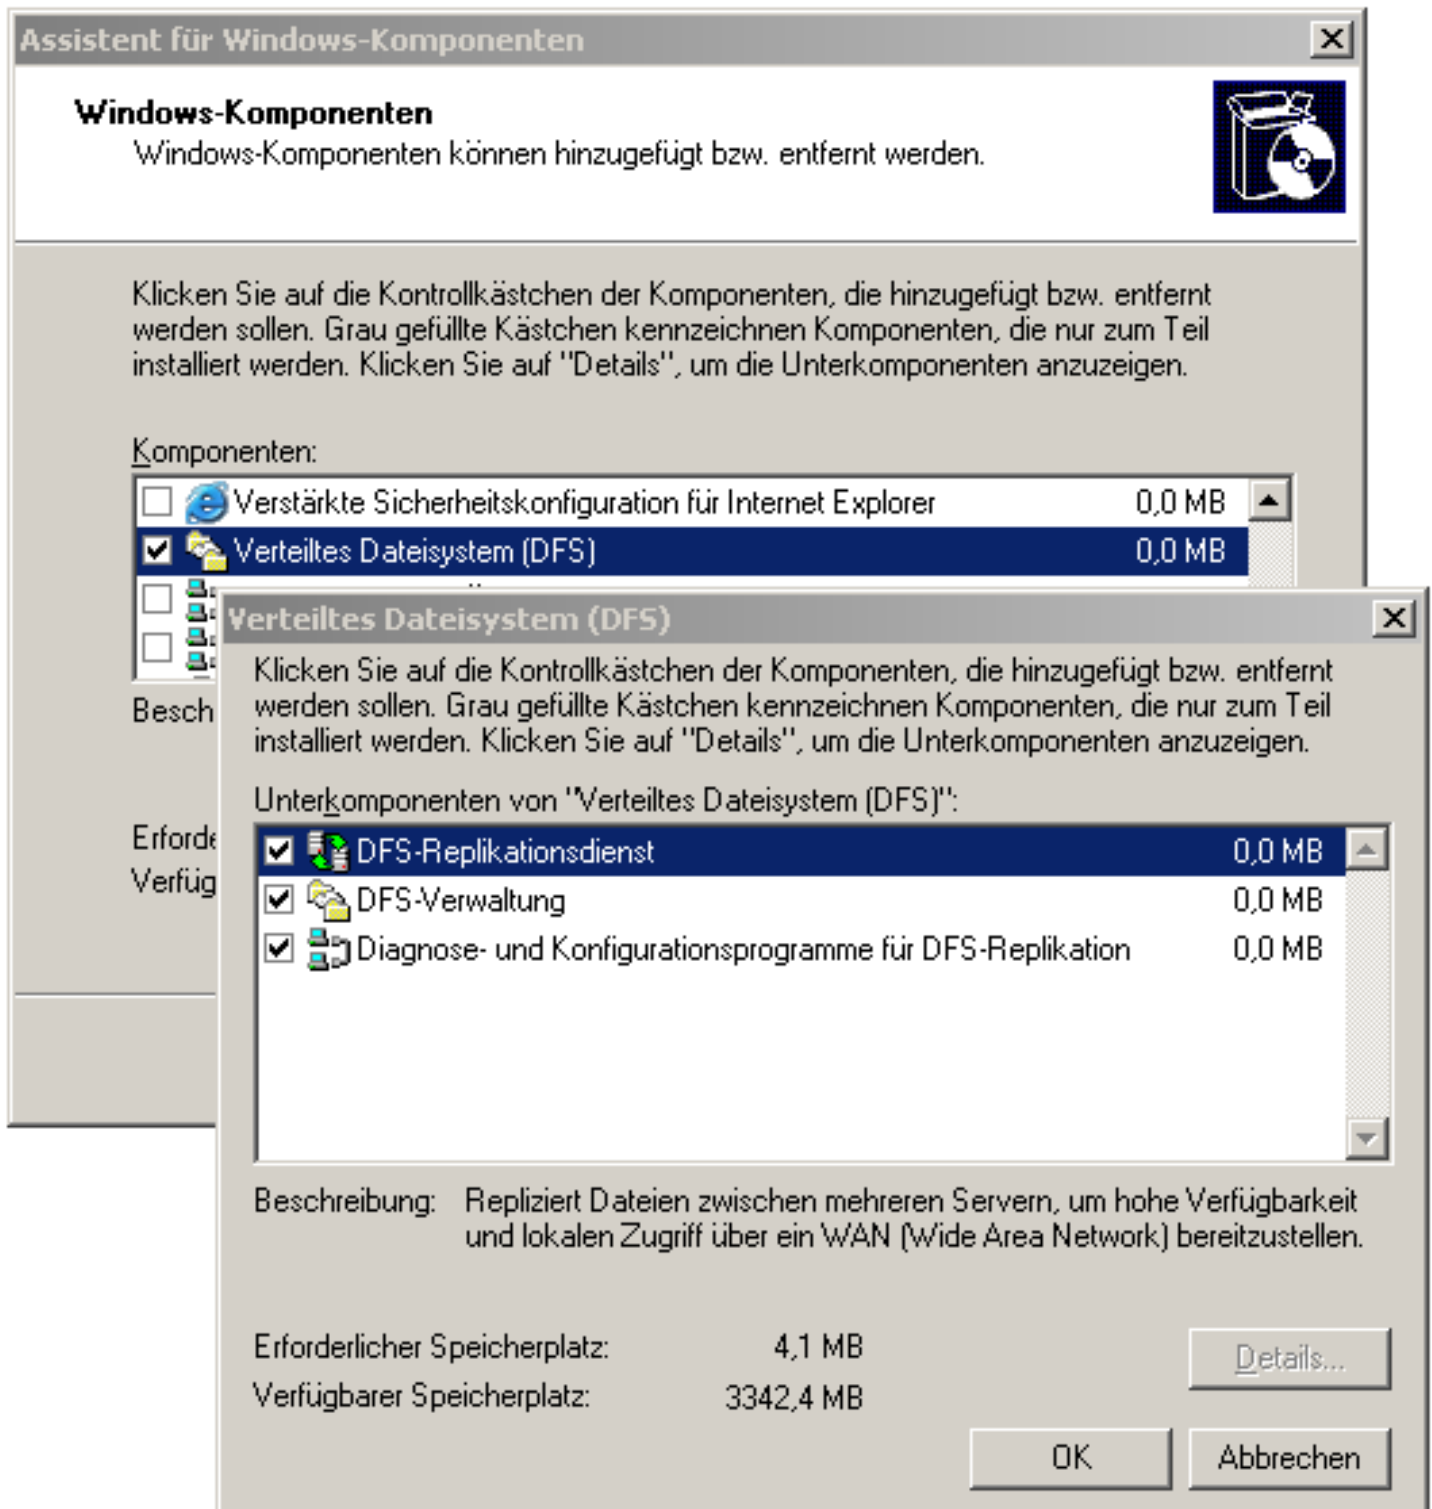 Assistent für Windows-Komponenten
Windows-Komponenten
Windows-Komponenten können hinzugefügt bzw. entfernt werden.
Klicken Sie auf die Kontrollkästchen der Komponenten, die hinzugefügt bzw. entfernt
werden sollen. Grau gefüllte Kästchen kennzeichnen Komponenten, die nur zum Teil
installiert werden. Klicken Sie auf "Details", um die Unterkomponenten anzuzeigen.
Komponenten:
Verstärkte Sicherheitskonfiguration für Internet Explorer 0,0 MB
Verteiltes Dateisystem (DFS) 0,0 MB
Besch
Erforde
Verfüg
Verteiltes Dateisystem (DFS)
Klicken Sie auf die Kontrollkästchen der Komponenten, die hinzugefügt bzw. entfernt
werden sollen. Grau gefüllte Kästchen kennzeichnen Komponenten, die nur zum Teil
installiert werden. Klicken Sie auf "Details", um die Unterkomponenten anzuzeigen.
Unterkomponenten von "Verteiltes Dateisystem (DFS)":
DFS-Replikationsdienst 0,0 MB
DFS-Verwaltung 0,0 MB
Diagnose- und Konfigurationsprogramme für DFS-Replikation 0,0 MB
Beschreibung: Repliziert Dateien zwischen mehreren Servern, um hohe Verfügbarkeit
und lokalen Zugriff über ein WAN (Wide Area Network) bereitzustellen.
Erforderlicher Speicherplatz: 4,1 MB
Verfügbarer Speicherplatz: 3342,4 MB
Details...
OK
Abbrechen